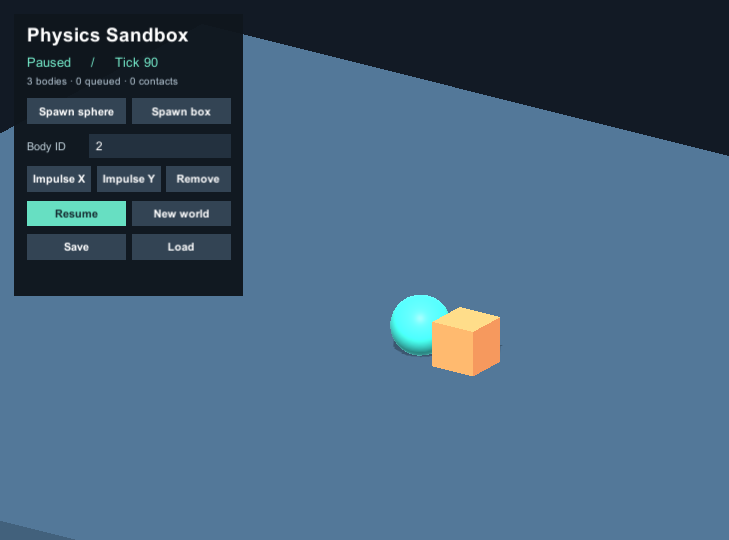 Physics Sandbox
Paused / Tick 90
3 bodies · 0 queued · 0 contacts
Spawn sphere Spawn box
Body ID 2
Impulse X Impulse Y Remove
Resume New world
Save Load